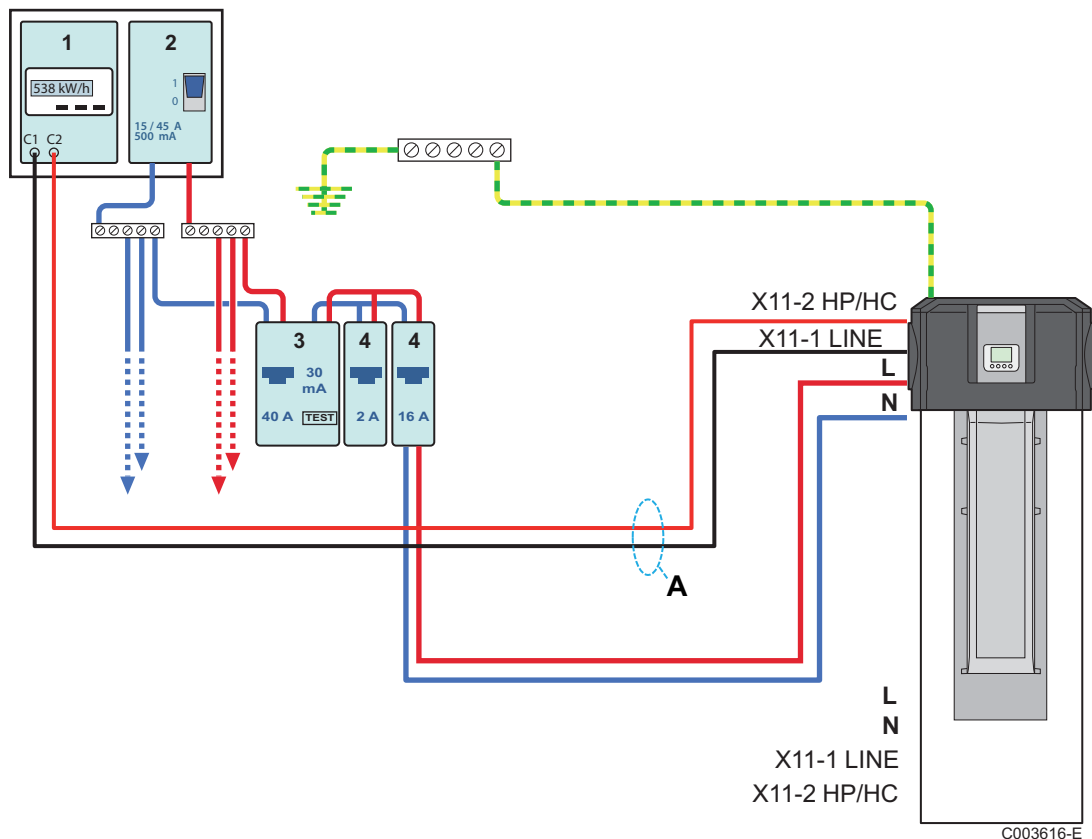 1
2
538 kW/h
1
0
15 / 45 A
500 mA
C1 C2
X11-2 HP/HC
X11-1 LINE
L
N
3
4
4
30
mA
40 A
TEST
2 A
16 A
A
L
N
X11-1 LINE
X11-2 HP/HC
C003616-E